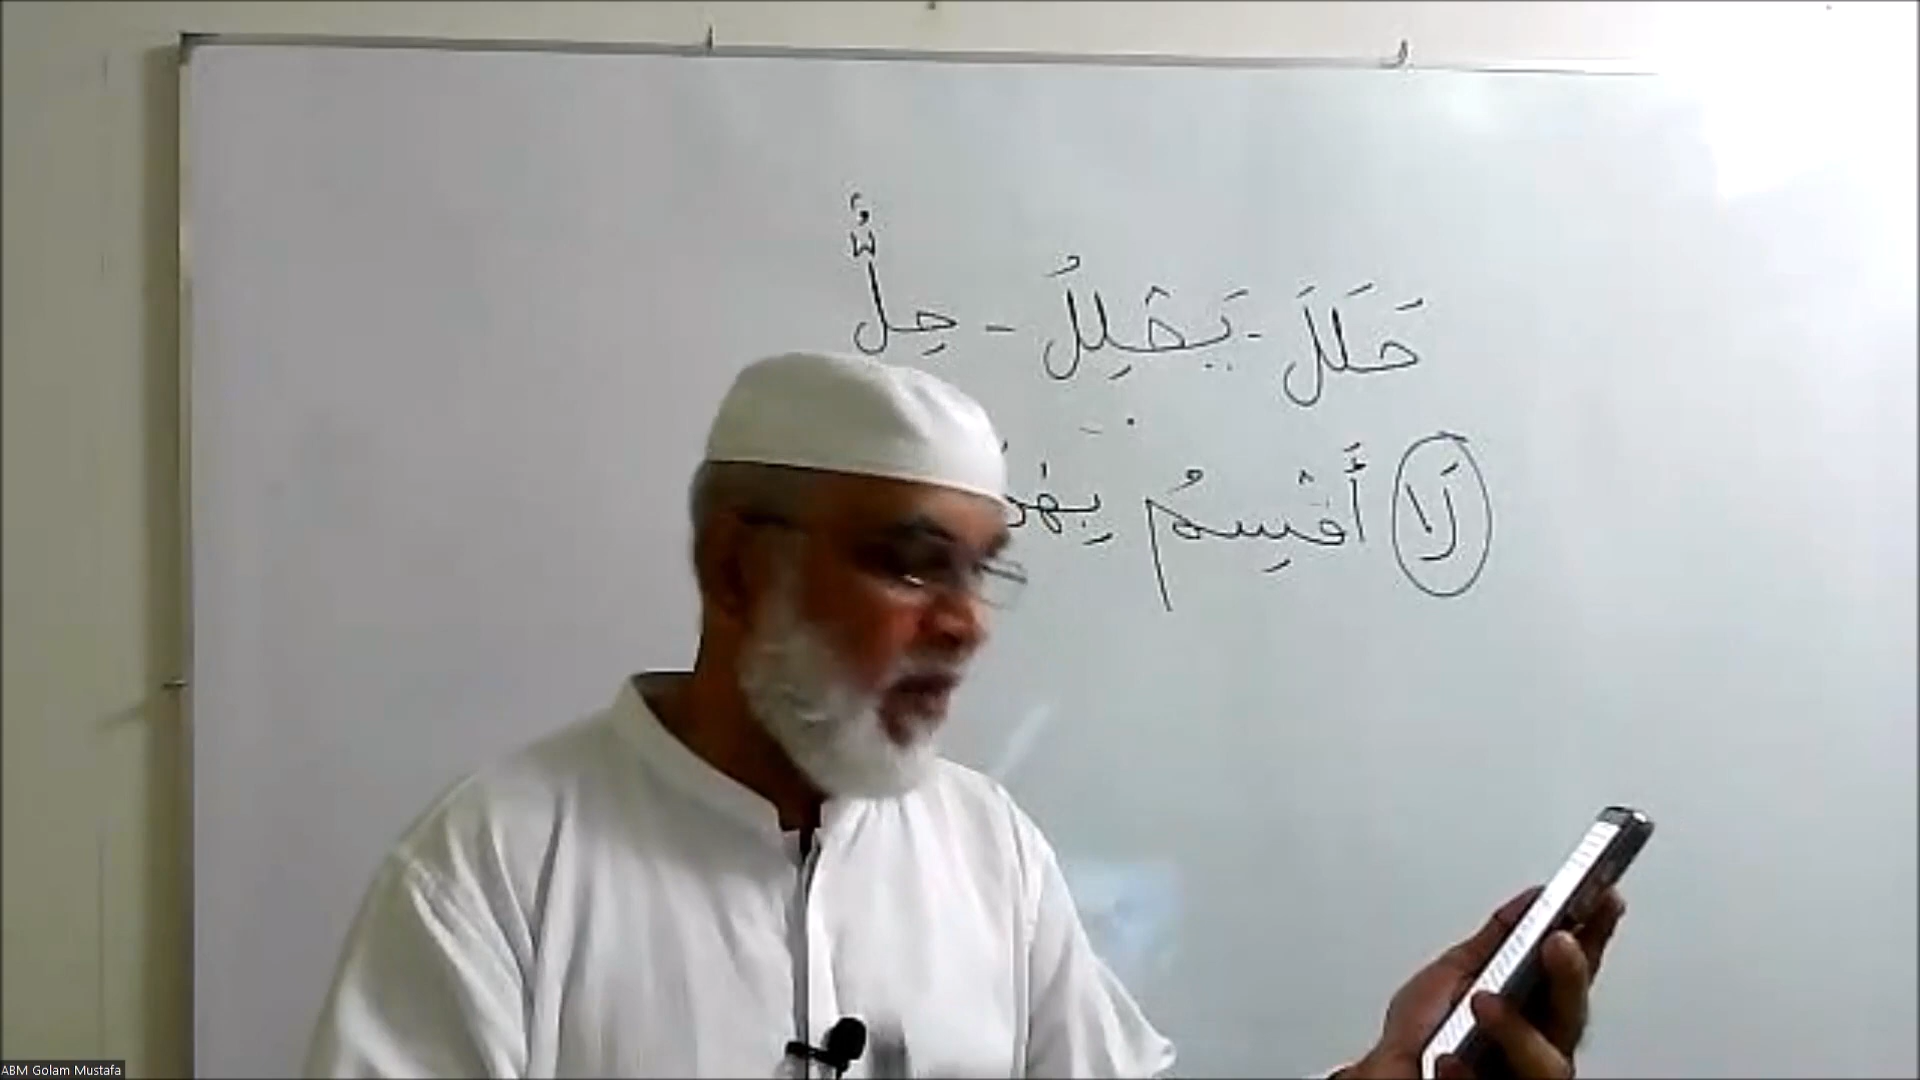 حَلَلَ - يَحْلِلُ - حِلٌّ
لَا أُقْسِمُ
ABM Golam Mustafa